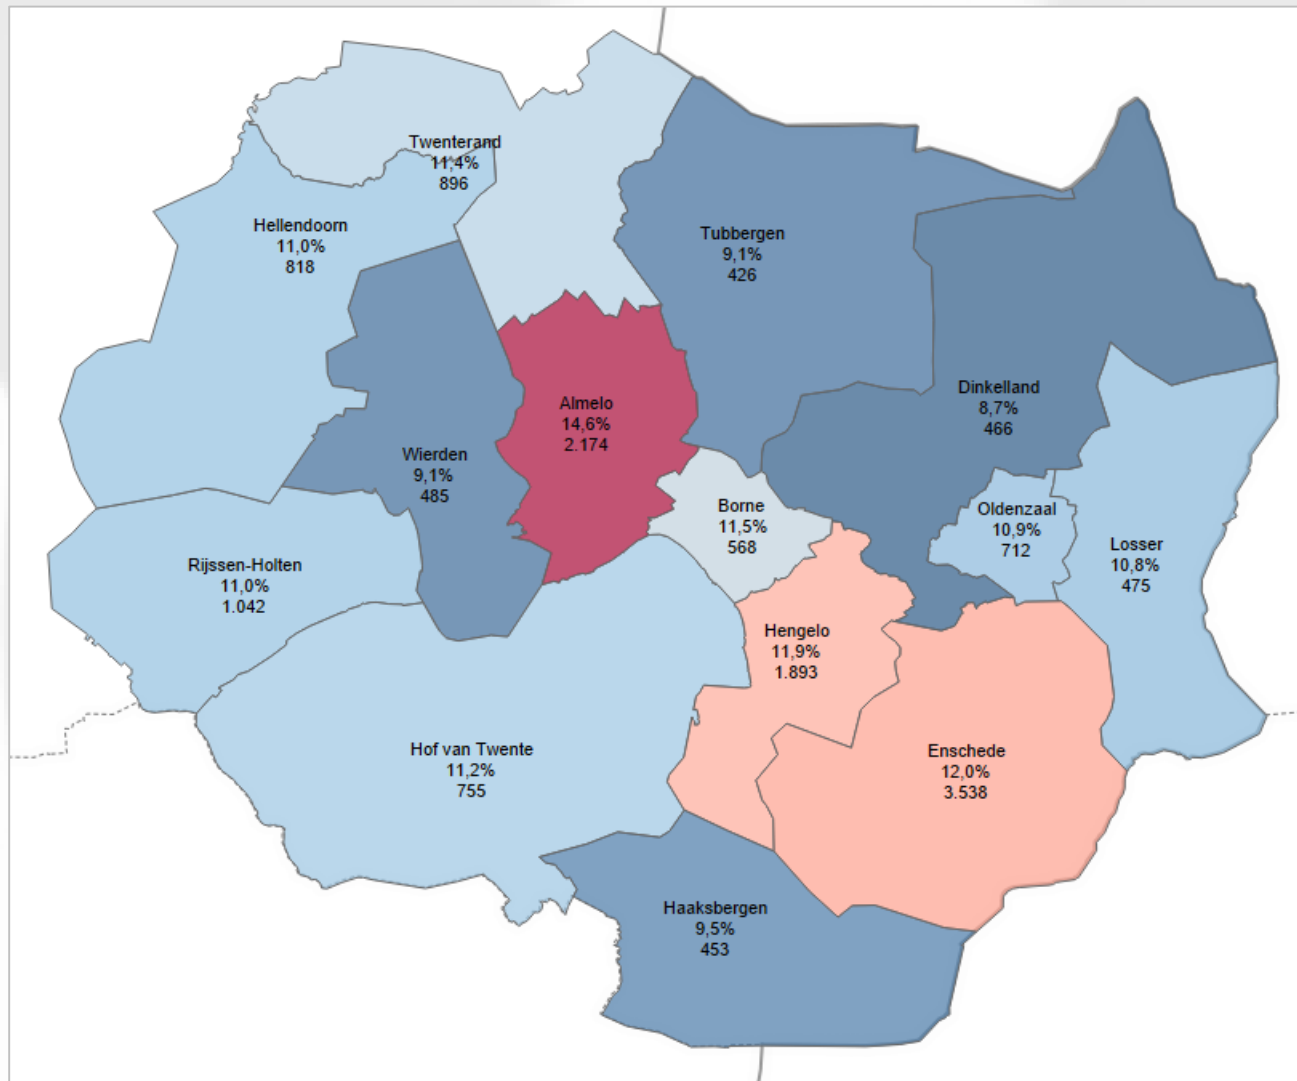 Twenterand
11,4%
896
Hellendoorn
11,0%
818
Tubbergen
9,1%
426
Dinkelland
8,7%
466
Almelo
14,6%
2.174
Wierden
9,1%
485
Borne
11,5%
568
Oldenzaal
10,9%
712
Losser
10,8%
475
Rijssen-Holten
11,0%
1.042
Hengelo
11,9%
1.893
Hof van Twente
11,2%
755
Enschede
12,0%
3.538
Haaksbergen
9,5%
453